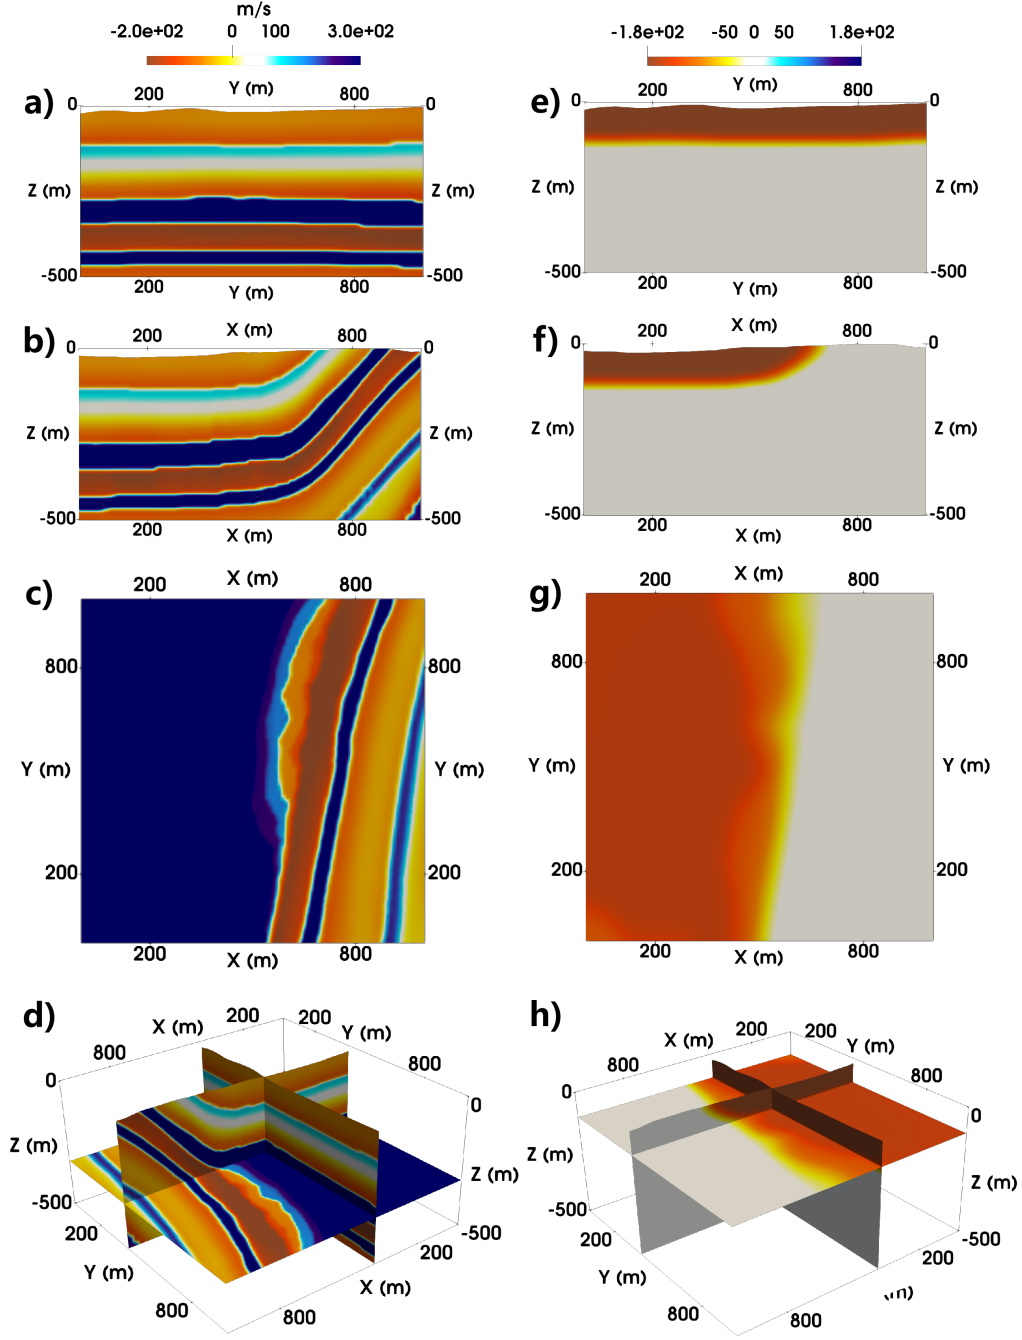 m/s
-2.0e+02 0 100 3.0e+02
Y (m)
a) 0 200 800 0
Z (m) Z (m)
-500 200 800 -500
Y (m)
X (m)
b) 0 200 800 0
Z (m) Z (m)
-500 200 800 -500
X (m)
c) 200 X (m) 800
800 800
Y (m) Y (m)
200 200
200 X (m) 800
d) X (m) 200 200 Y (m)
800 800
0 0
Z (m) Z (m)
-500 -500
200 200
Y (m) X (m)
800 800
-1.8e+02 -50 0 50 1.8e+02
Y (m)
e) 0 200 800 0
Z (m) Z (m)
-500 200 800 -500
Y (m)
X (m)
f) 0 200 800 0
Z (m) Z (m)
-500 200 800 -500
X (m)
g) 200 X (m) 800
800 800
Y (m) Y (m)
200 200
200 X (m) 800
h) X (m) 200 200 Y (m)
800 800
0 0
Z (m) Z (m)
-500 -500
200 200
Y (m)
800 800